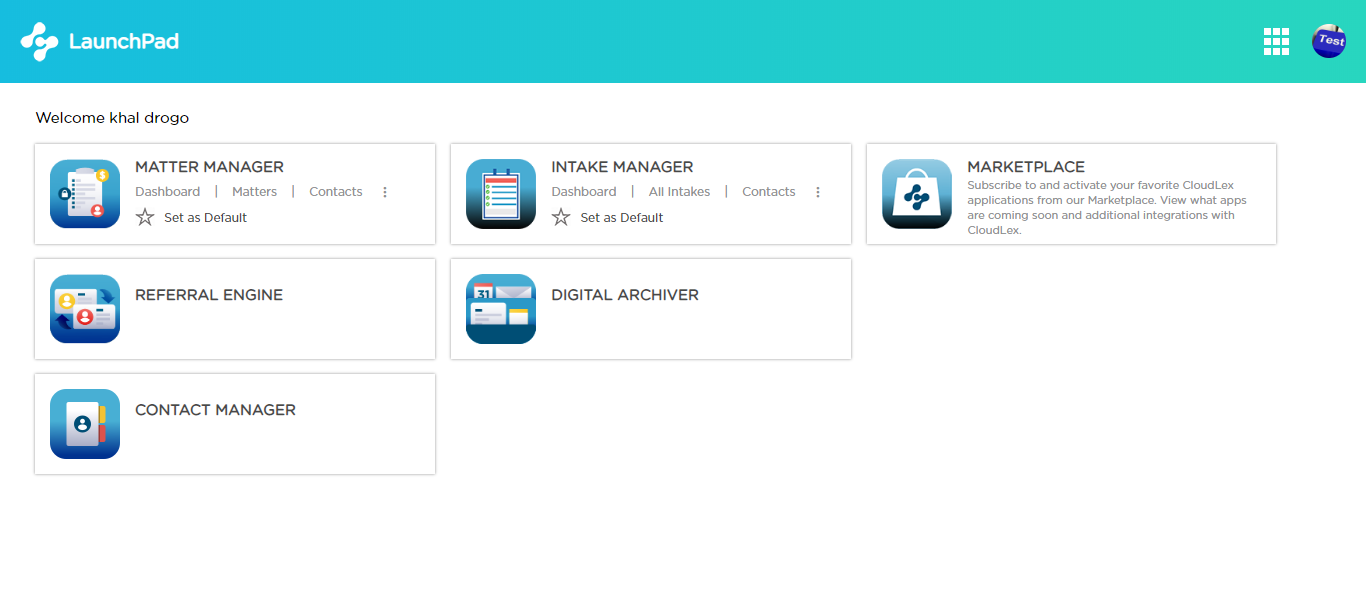 LaunchPad
Test
Welcome khal drogo
MATTER MANAGER
Dashboard | Matters | Contacts
Set as Default
INTAKE MANAGER
Dashboard | All Intakes | Contacts
Set as Default
MARKETPLACE
Subscribe to and activate your favorite CloudLex
applications from our Marketplace. View what apps
are coming soon and additional integrations with
CloudLex.
REFERRAL ENGINE
31
DIGITAL ARCHIVER
CONTACT MANAGER